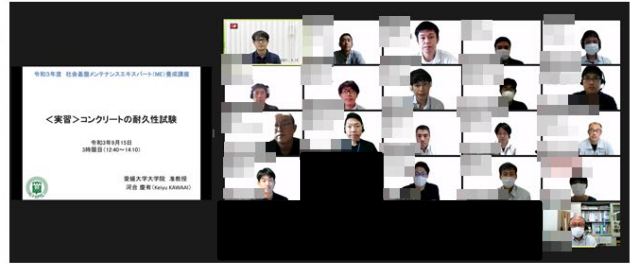 令和3年度 社会基盤メンテナンスエキスパート(ME)養成講座
＜実習＞コンクリートの耐久性試験
令和3年9月15日
3時限目(12:40～14:10)
愛媛大学大学院 准教授
河合 慶有(Keiyu KAWAAI)